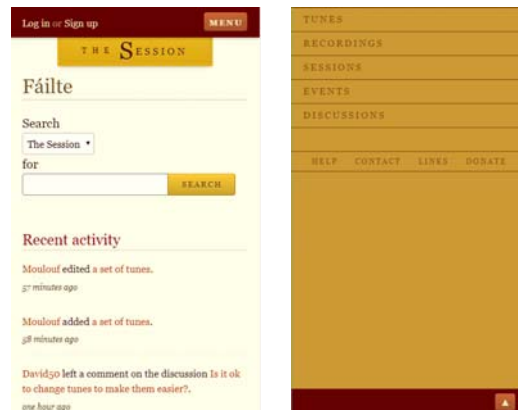 Log in or Sign up
MENU
THE SESSION
Fáilte
Search
The Session
for
SEARCH
Recent activity
Moulouf edited a set of tunes.
57 minutes ago
Moulouf added a set of tunes.
58 minutes ago
David50 left a comment on the discussion Is it ok
to change tunes to make them easier?.
one hour ago
TUNES
RECORDINGS
SESSIONS
EVENTS
DISCUSSIONS
HELP CONTACT LINKS DONATE